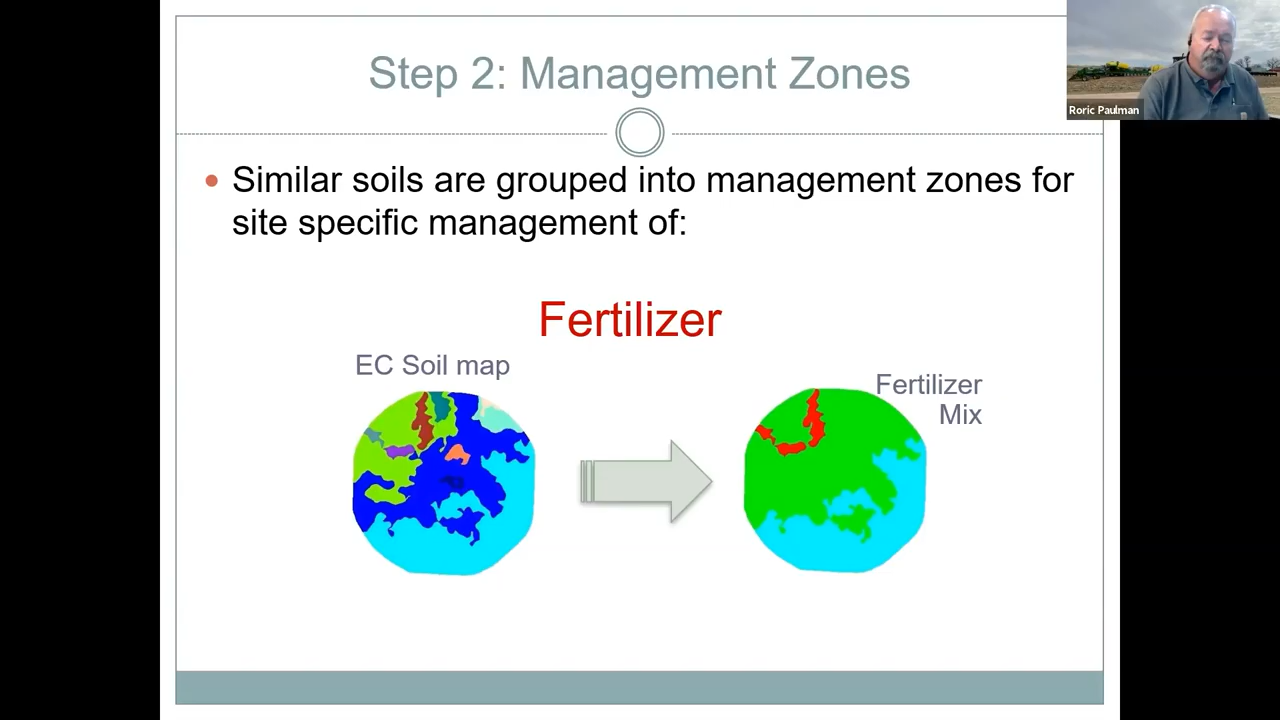 Step 2: Management Zones
Roric Paulman
• Similar soils are grouped into management zones for
site specific management of:
Fertilizer
EC Soil map
Fertilizer
Mix